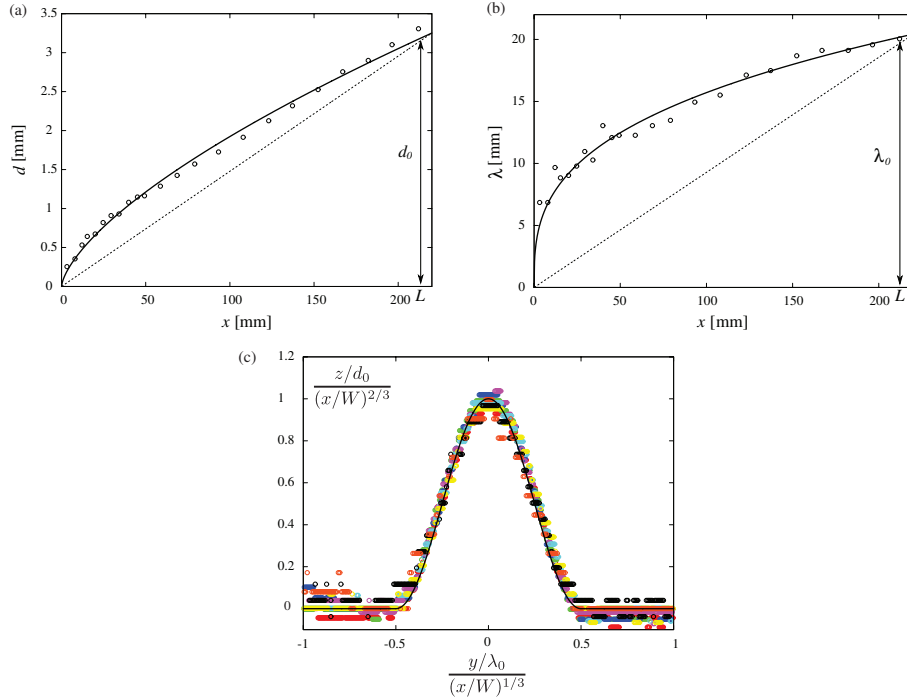 (a)
3.5
3
2.5
2
1.5
1
0.5
0
d [mm]
d₀
0 50 100 150 200 L
x [mm]
(b)
20
15
10
5
0
λ [mm]
λ₀
0 50 100 150 200 L
x [mm]
(c)
1.2
1
0.8
0.6
0.4
0.2
0
z/d₀
(x/W)^{2/3}
-1 -0.5 0 0.5 1
y/λ₀
(x/W)^{1/3}